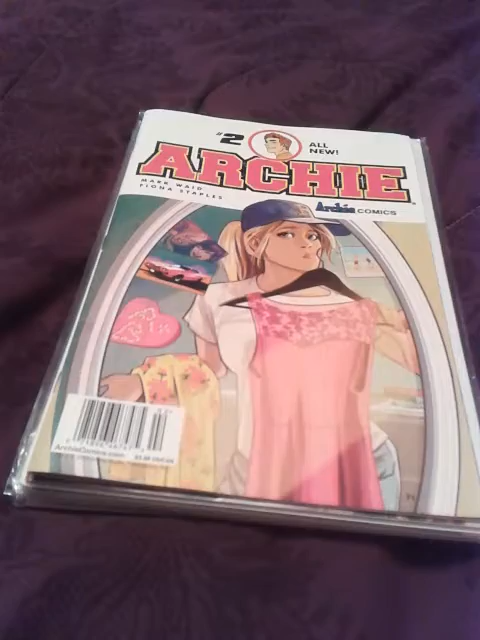 #2
ALL
NEW!
ARCHIE
MARK WAID
FIONA STAPLES
Archie COMICS
ArchieComics.com